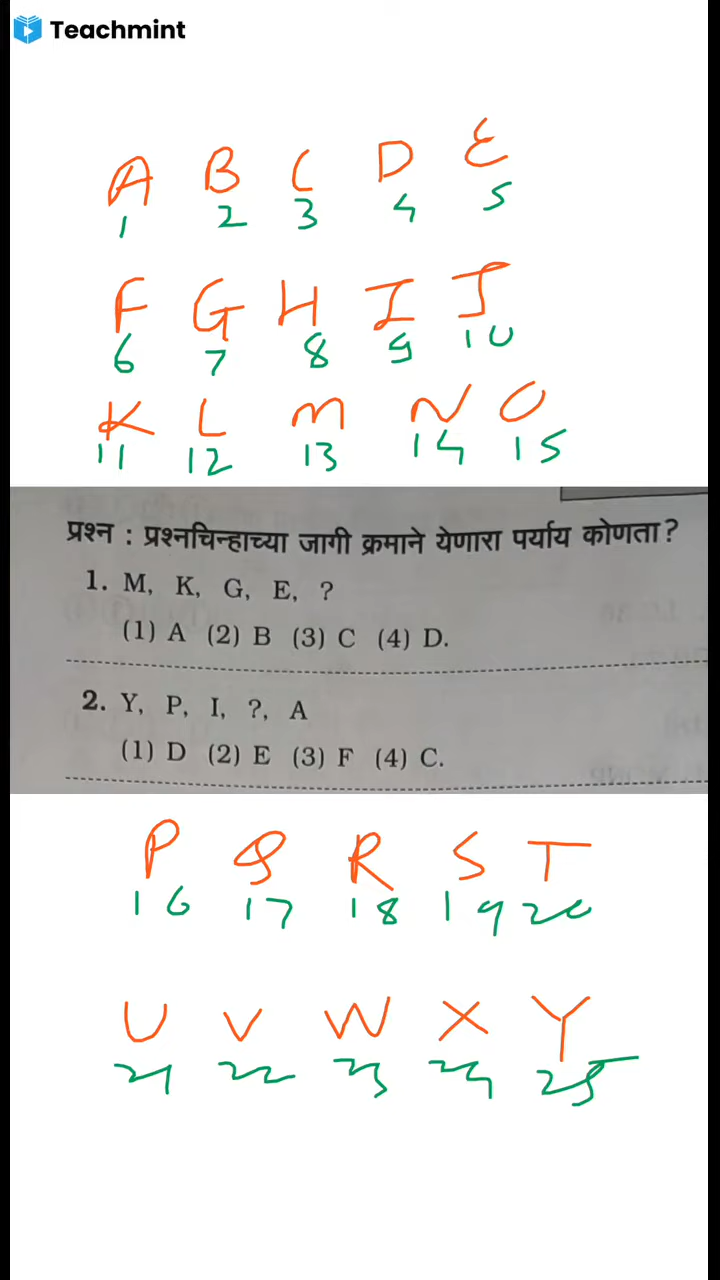 Teachmint
A B C D E
1 2 3 4 5
F G H I J
6 7 8 9 10
K L M N O
11 12 13 14 15
प्रश्न : प्रश्नचिन्हाच्या जागी क्रमाने येणारा पर्याय कोणता?
1. M, K, G, E, ?
(1) A (2) B (3) C (4) D.
2. Y, P, I, ?, A
(1) D (2) E (3) F (4) C.
P Q R S T
16 17 18 19 20
U V W X Y
21 22 23 24 25